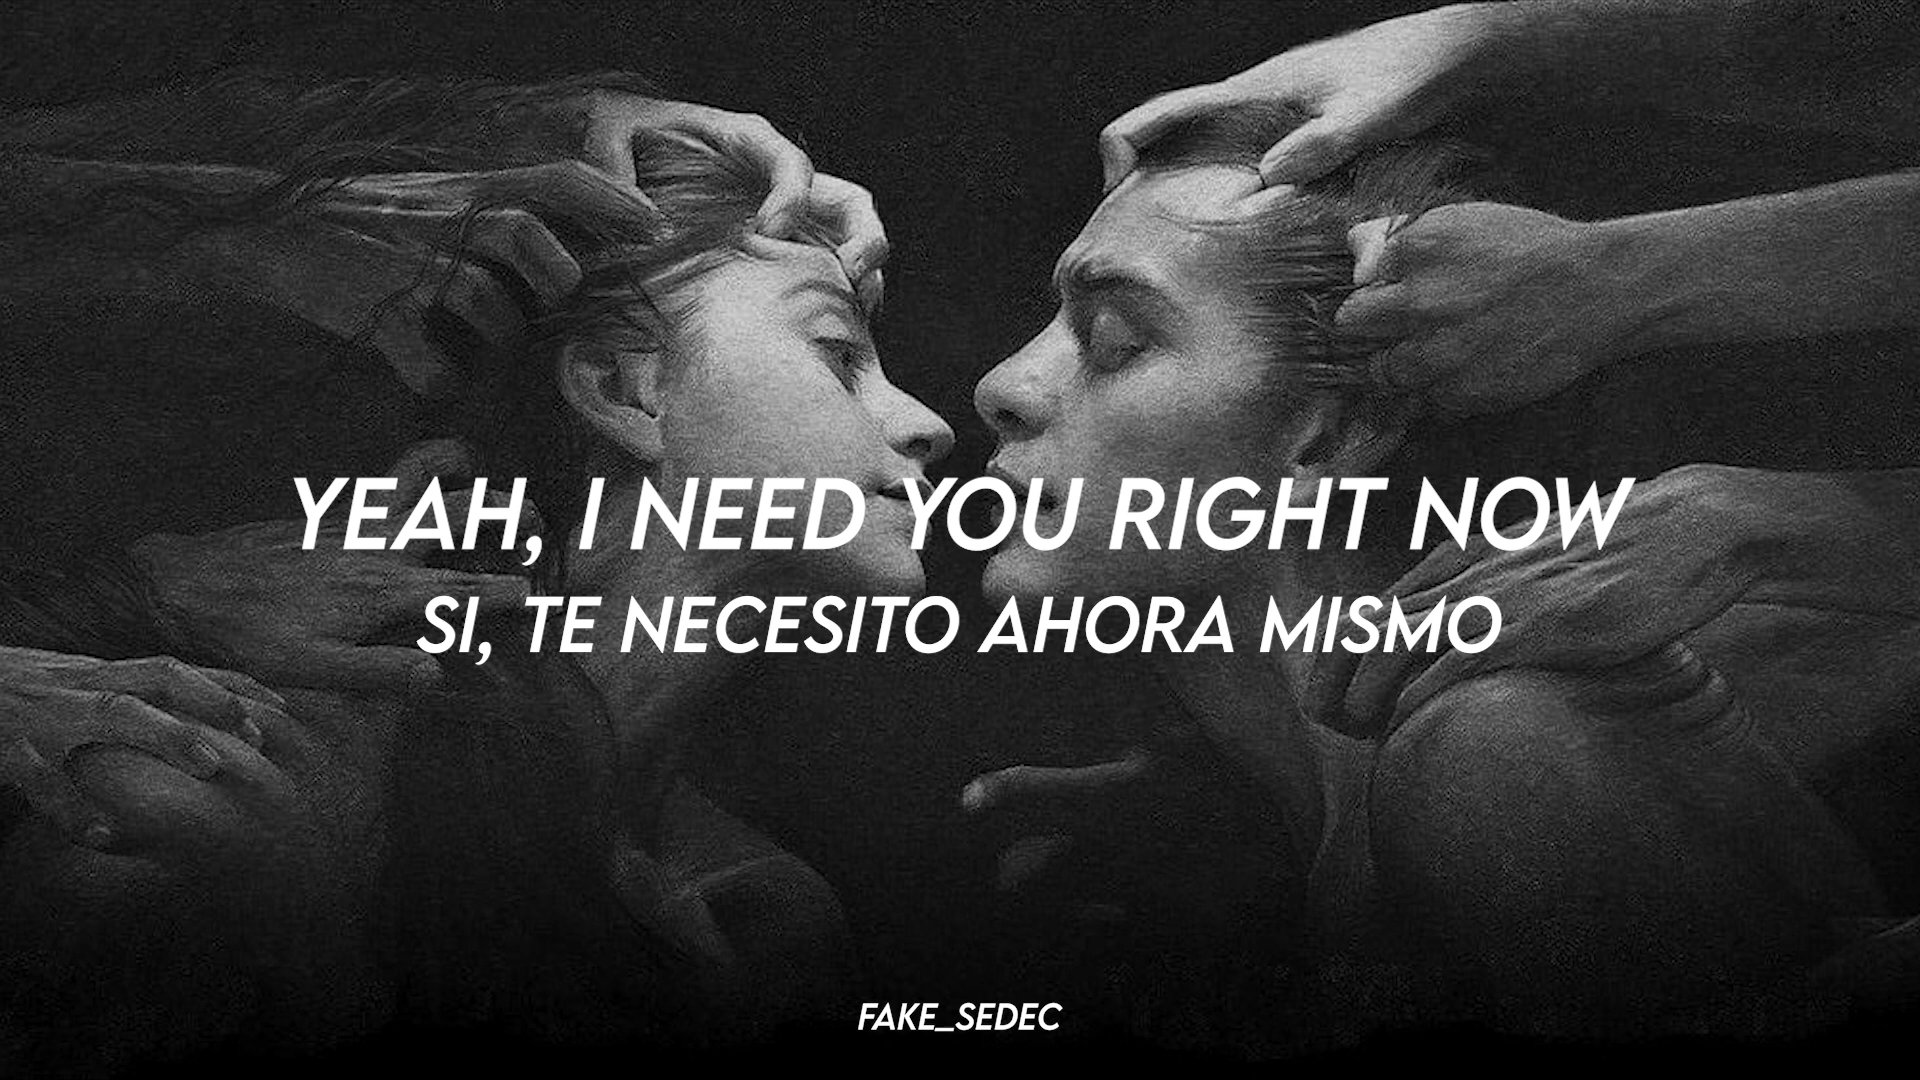 YEAH, I NEED YOU RIGHT NOW
SI, TE NECESITO AHORA MISMO
FAKE_SEDEC